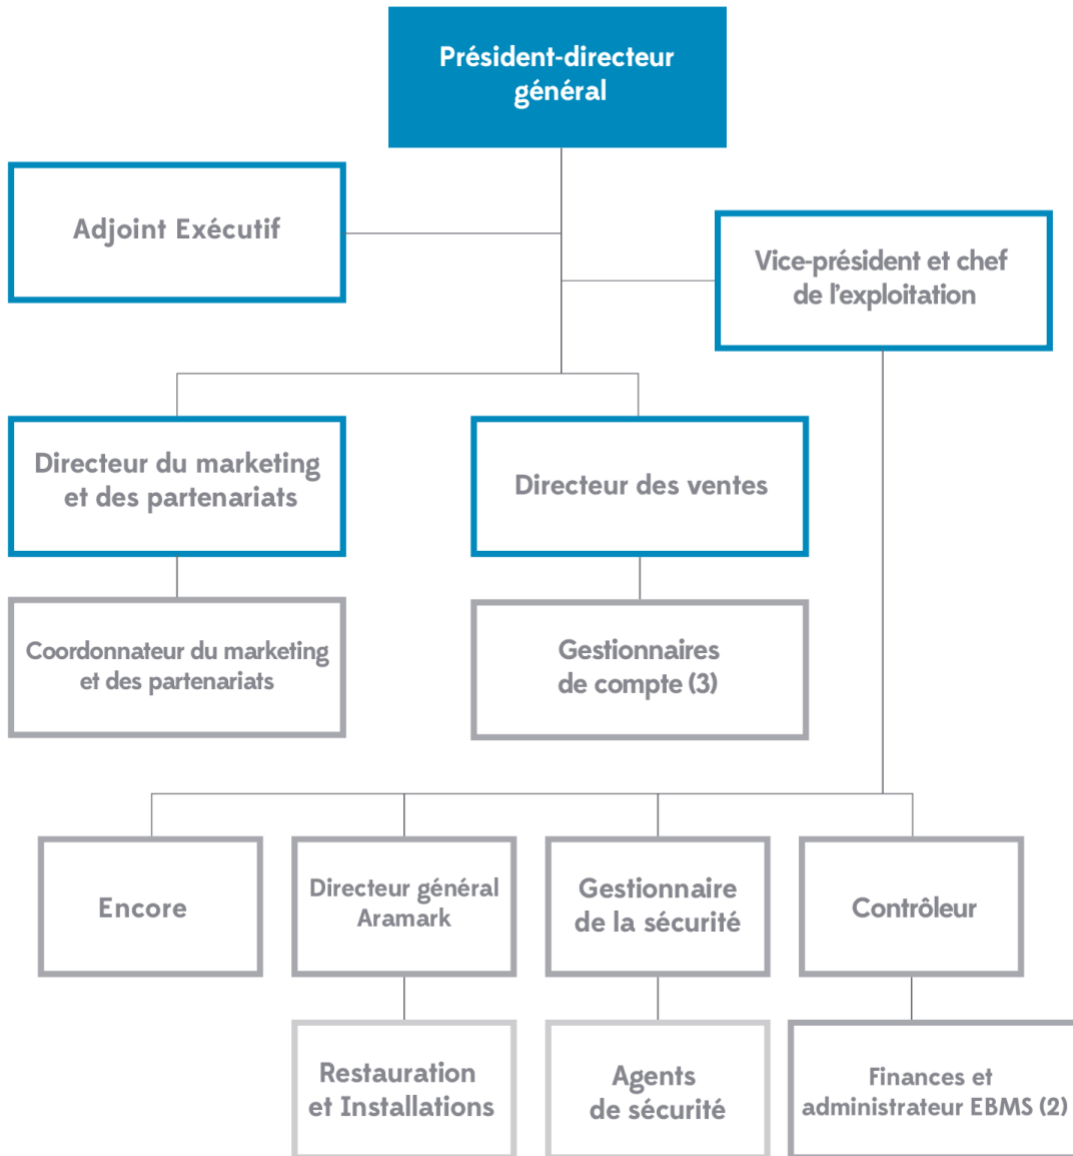 Président-directeur
général
Adjoint Exécutif
Vice-président et chef
de l'exploitation
Directeur du marketing
et des partenariats
Directeur des ventes
Coordonnateur du marketing
et des partenariats
Gestionnaires
de compte (3)
Encore
Directeur général
Aramark
Gestionnaire
de la sécurité
Contrôleur
Restauration
et Installations
Agents
de sécurité
Finances et
administrateur EBMS (2)